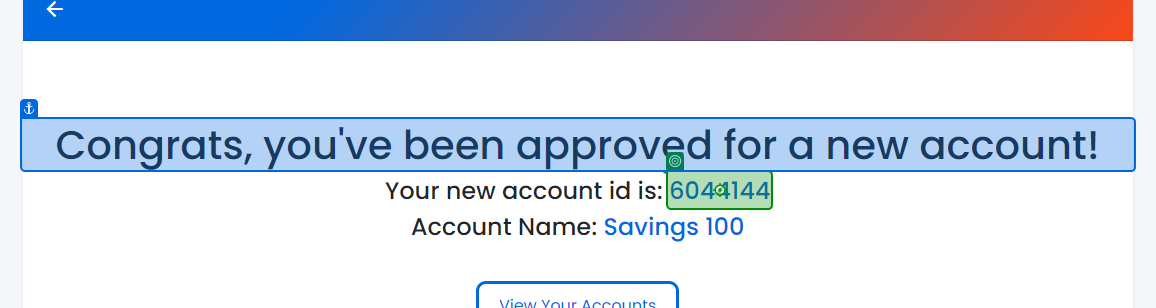 Congrats, you've been approved for a new account!
Your new account id is: 6044144
Account Name: Savings 100
View Your Accounts